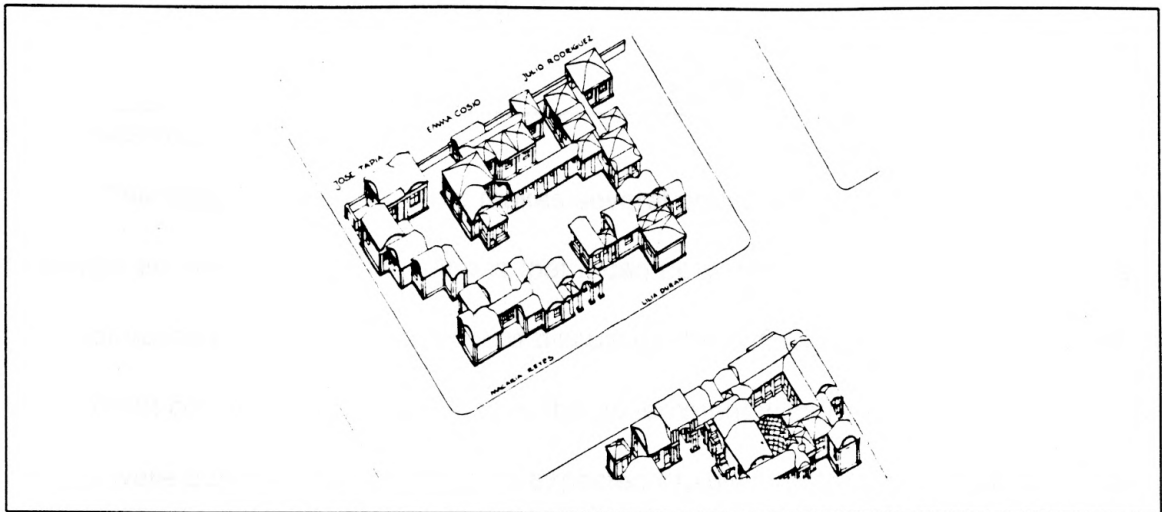 JULIO RODRIGUEZ
EMMA COSIO
JOSE TAPIA
LILIA DURAN
MACARIA REYES